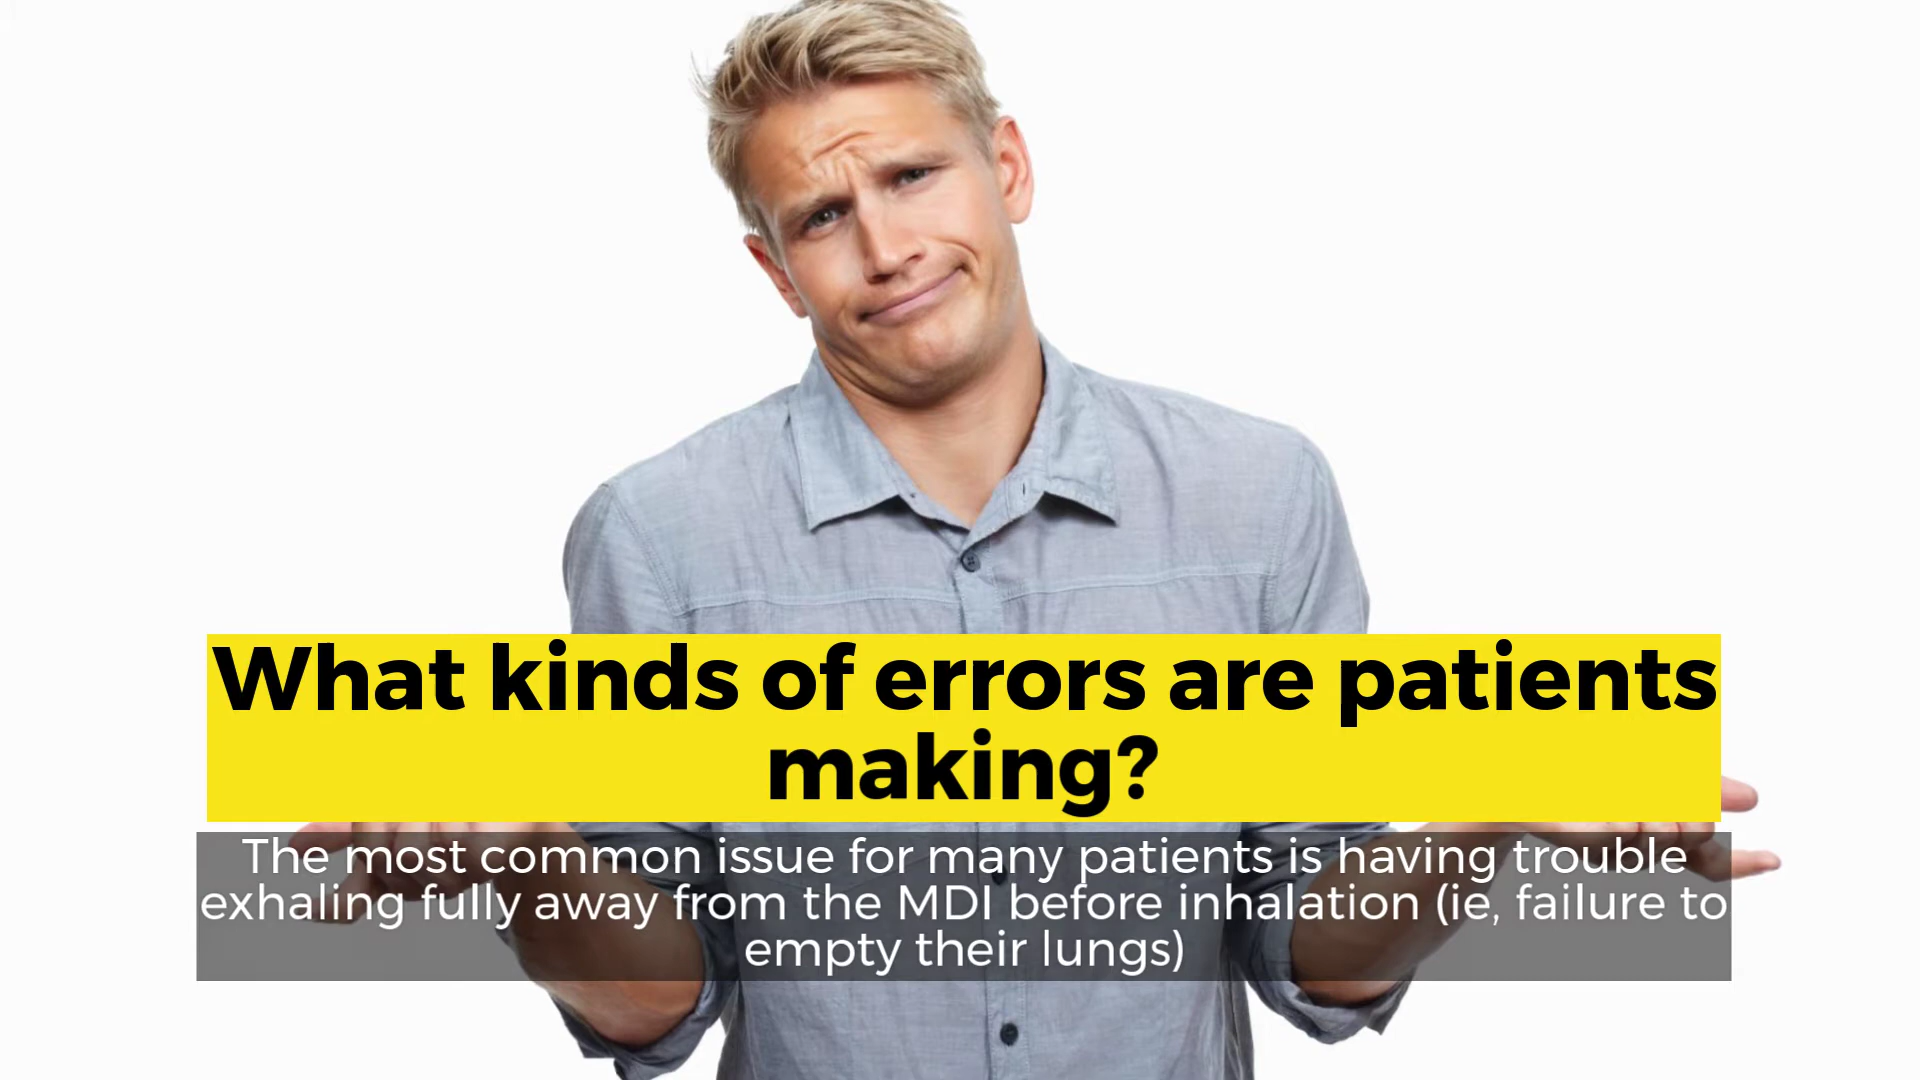 What kinds of errors are patients
making?
The most common issue for many patients is having trouble
exhaling fully away from the MDI before inhalation (ie, failure to
empty their lungs)